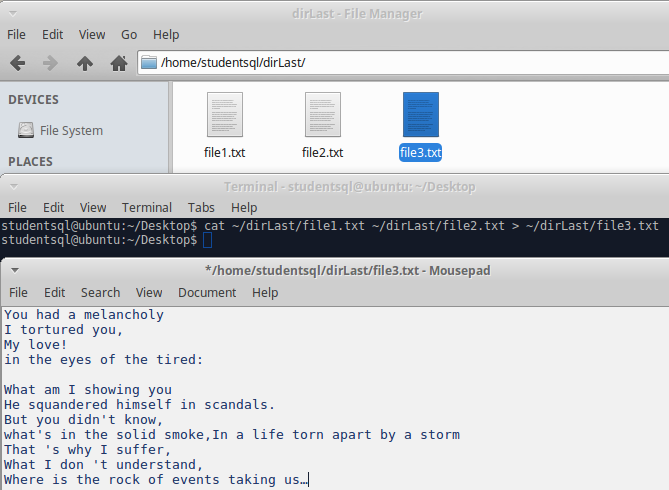 dirLast - File Manager
File Edit View Go Help
/home/studentsql/dirLast/
DEVICES
File System
PLACES
file1.txt file2.txt file3.txt
Terminal - studentsql@ubuntu: ~/Desktop
File Edit View Terminal Tabs Help
studentsql@ubuntu:~/Desktop$ cat ~/dirLast/file1.txt ~/dirLast/file2.txt > ~/dirLast/file3.txt
studentsql@ubuntu:~/Desktop$
*/home/studentsql/dirLast/file3.txt - Mousepad
File Edit Search View Document Help
You had a melancholy
I tortured you,
My love!
in the eyes of the tired:
What am I showing you
He squandered himself in scandals.
But you didn't know,
what's in the solid smoke,In a life torn apart by a storm
That 's why I suffer,
What I don 't understand,
Where is the rock of events taking us…